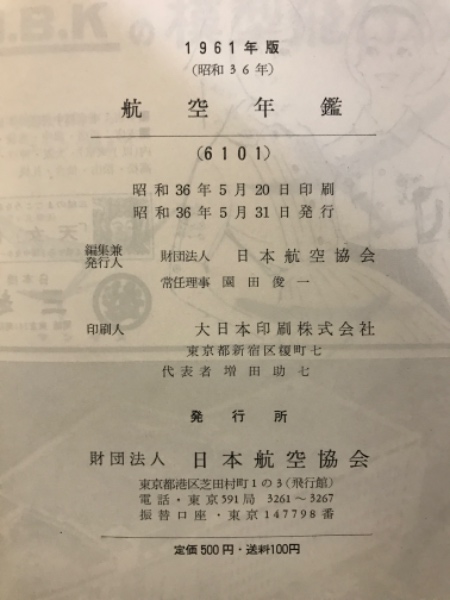 1961年版
(昭和36年)
航空年鑑
(6101)
昭和36年5月20日印刷
昭和36年5月31日発行
編集兼
発行人
財団法人 日本航空協会
常任理事 園田俊一
印刷人 大日本印刷株式会社
東京都新宿区榎町七
代表者 増田助七
発行所
財団法人 日本航空協会
東京都港区芝田村町1の3(飛行館)
電話・東京591局 3261〜3267
振替口座・東京147798番
定価500円・送料100円